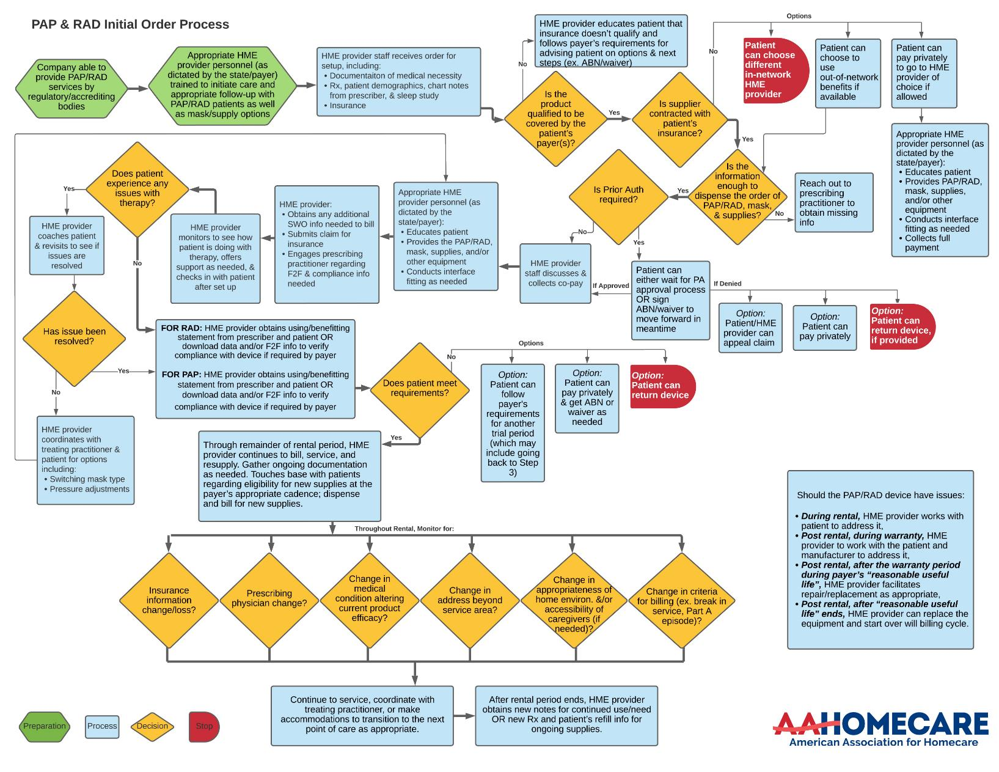 PAP & RAD Initial Order Process
Company able to
provide PAP/RAD
services by
regulatory/accrediting
bodies
Appropriate HME
provider personnel (as
dictated by the state/payer)
trained to initiate care and
appropriate follow-up with
PAP/RAD patients as well
as mask/supply options
HME provider staff receives order for
setup, including:
• Documentaiton of medical necessity
• Rx, patient demographics, chart notes
from prescriber, & sleep study
• Insurance
HME provider educates patient that
insurance doesn't qualify and
follows payer's requirements for
advising patient on options & next
steps (ex. ABN/waiver)
No
Is the
product
qualified to be
covered by the
patient's
payer(s)?
Yes
Is supplier
contracted with
patient's
insurance?
No
Options
Patient
can choose
different
in-network
HME
provider
Patient can
choose to
use
out-of-network
benefits if
available
Patient can
pay privately
to go to HME
provider of
choice if
allowed
Appropriate HME
provider personnel (as
dictated by the
state/payer):
• Educates patient
• Provides PAP/RAD,
mask, supplies,
and/or other
equipment
• Conducts interface
fitting as needed
• Collects full
payment
Yes
Is the
information
enough to
dispense the order of
PAP/RAD, mask,
& supplies?
No
Reach out to
prescribing
practitioner to
obtain missing
info
Yes
Is Prior Auth
required?
No
Yes
HME provider
staff discusses &
collects co-pay
If Approved
Patient can
either wait for PA
approval process
OR sign
ABN/waiver to
move forward in
meantime
If Denied
Option:
Patient/HME
provider can
appeal claim
Option:
Patient can
pay privately
Option:
Patient can
return device,
if provided
Appropriate HME
provider personnel (as
dictated by the
state/payer):
• Educates patient
• Provides the PAP/RAD,
mask, supplies, and/or
other equipment
• Conducts interface
fitting as needed
HME provider:
• Obtains any additional
SWO info needed to bill
• Submits claim for
insurance
• Engages prescribing
practitioner regarding
F2F & compliance info
needed
HME provider
monitors to see how
patient is doing with
therapy, offers
support as needed, &
checks in with patient
after set up
Does patient
experience any
issues with
therapy?
Yes
HME provider
coaches patient
& revisits to see if
issues are
resolved
No
Has issue been
resolved?
Yes
No
HME provider
coordinates with
treating practitioner &
patient for options
including:
• Switching mask type
• Pressure adjustments
FOR RAD: HME provider obtains using/benefitting
statement from prescriber and patient OR
download data and/or F2F info to verify
compliance with device if required by payer
FOR PAP: HME provider obtains using/benefitting
statement from prescriber and patient OR
download data and/or F2F info to verify
compliance with device if required by payer
Does patient meet
requirements?
No
Options
Option:
Patient can
follow
payer's
requirements
for another
trial period
(which may
include going
back to Step
3)
Option:
Patient can
pay privately
& get ABN or
waiver as
needed
Option:
Patient can
return device
Yes
Through remainder of rental period, HME
provider continues to bill, service, and
resupply. Gather ongoing documentation
as needed. Touches base with patients
regarding eligibility for new supplies at the
payer's appropriate cadence; dispense
and bill for new supplies.
Throughout Rental, Monitor for:
Insurance
information
change/loss?
Prescribing
physician change?
Change in
medical
condition altering
current product
efficacy?
Change in
address beyond
service area?
Change in
appropriateness of
home environ. &/or
accessibility of
caregivers (if
needed)?
Change in criteria
for billing (ex. break in
service, Part A
episode)?
Should the PAP/RAD device have issues:
• During rental, HME provider works with
patient to address it,
• Post rental, during warranty, HME
provider to work with the patient and
manufacturer to address it,
• Post rental, after the warranty period
during payer's “reasonable useful
life”, HME provider facilitates
repair/replacement as appropriate,
• Post rental, after “reasonable useful
life” ends, HME provider can replace the
equipment and start over will billing cycle.
Continue to service, coordinate with
treating practitioner, or make
accommodations to transition to the next
point of care as appropriate.
After rental period ends, HME provider
obtains new notes for continued use/need
OR new Rx and patient's refill info for
ongoing supplies.
Preparation
Process
Decision
Stop
AAHOMECARE
American Association for Homecare